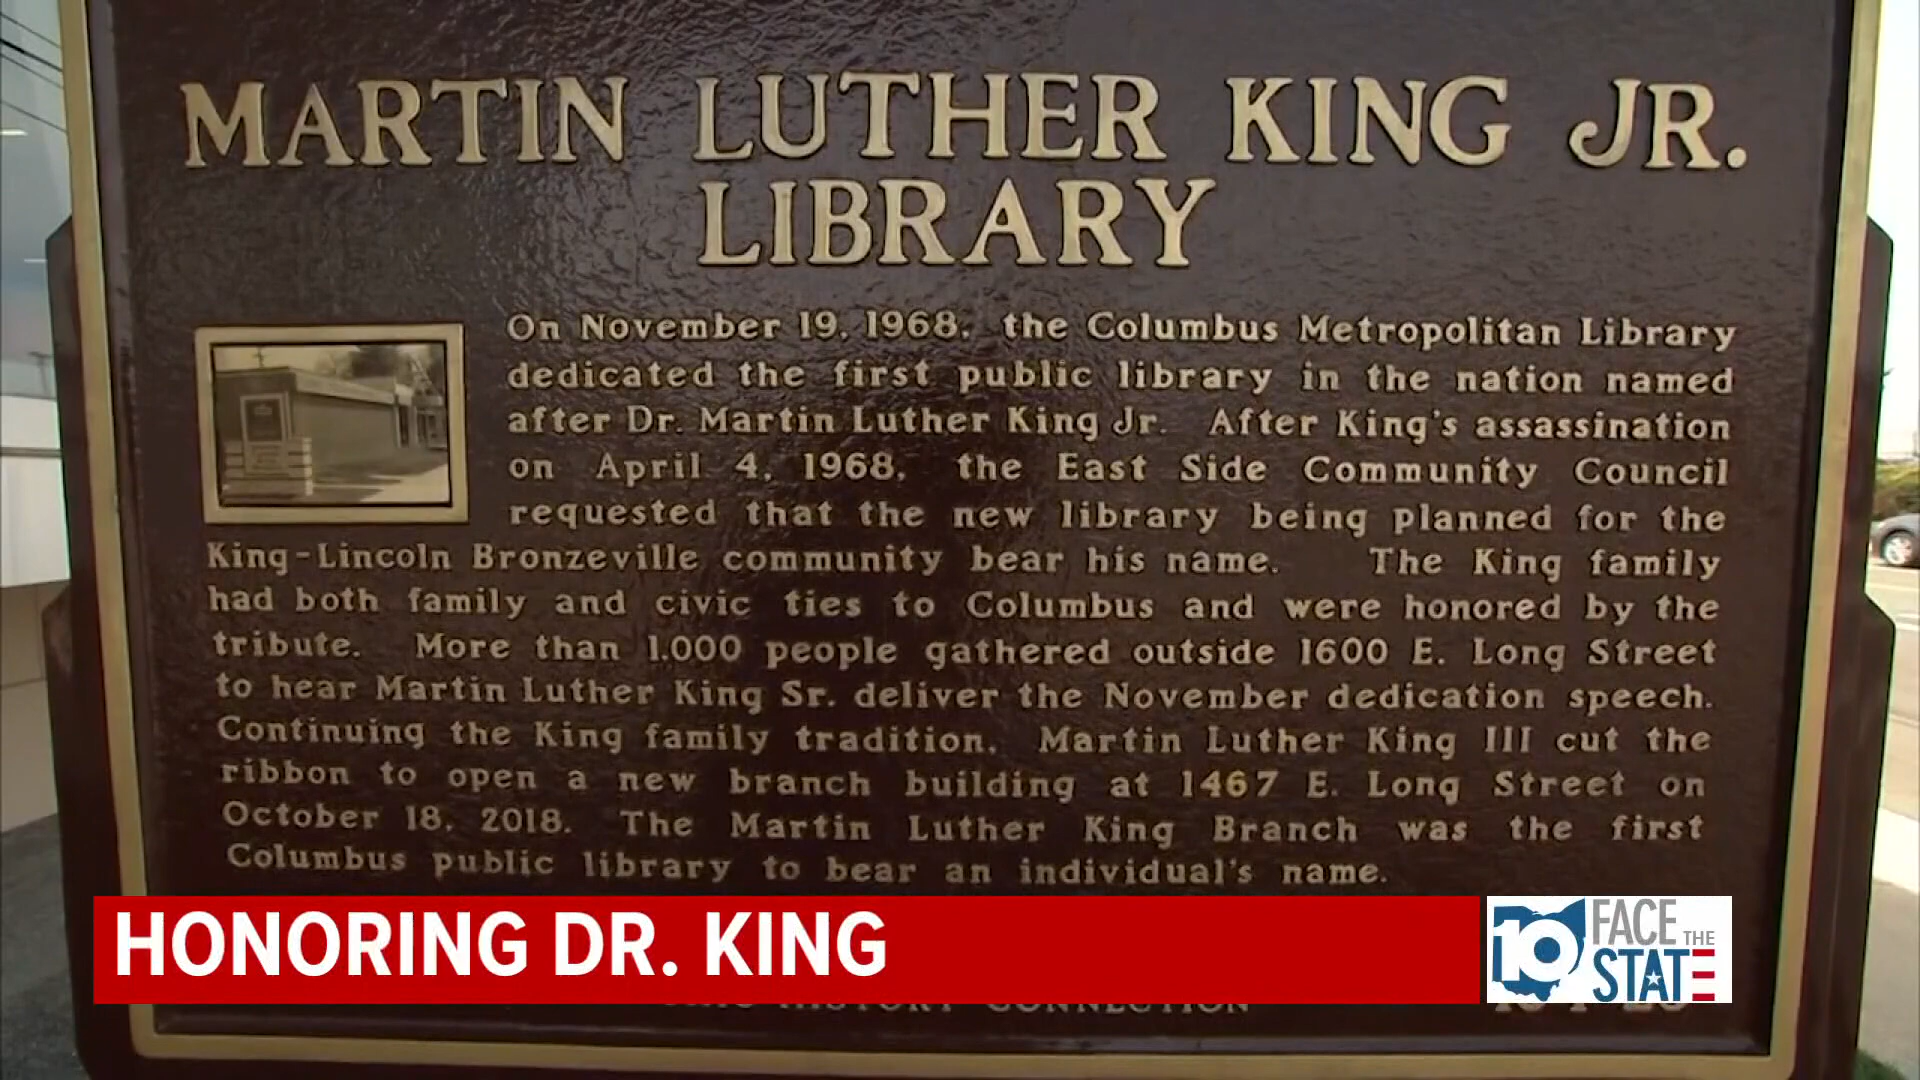 MARTIN LUTHER KING JR.
LIBRARY
On November 19, 1968, the Columbus Metropolitan Library
dedicated the first public library in the nation named
after Dr. Martin Luther King Jr. After King's assassination
on April 4, 1968, the East Side Community Council
requested that the new library being planned for the
King-Lincoln Bronzeville community bear his name. The King family
had both family and civic ties to Columbus and were honored by the
tribute. More than 1,000 people gathered outside 1600 E. Long Street
to hear Martin Luther King Sr. deliver the November dedication speech.
Continuing the King family tradition, Martin Luther King III cut the
ribbon to open a new branch building at 1467 E. Long Street on
October 18, 2018. The Martin Luther King Branch was the first
Columbus public library to bear an individual's name.
HONORING DR. KING
10 FACE THE STATE
HISTORY CONNECTION